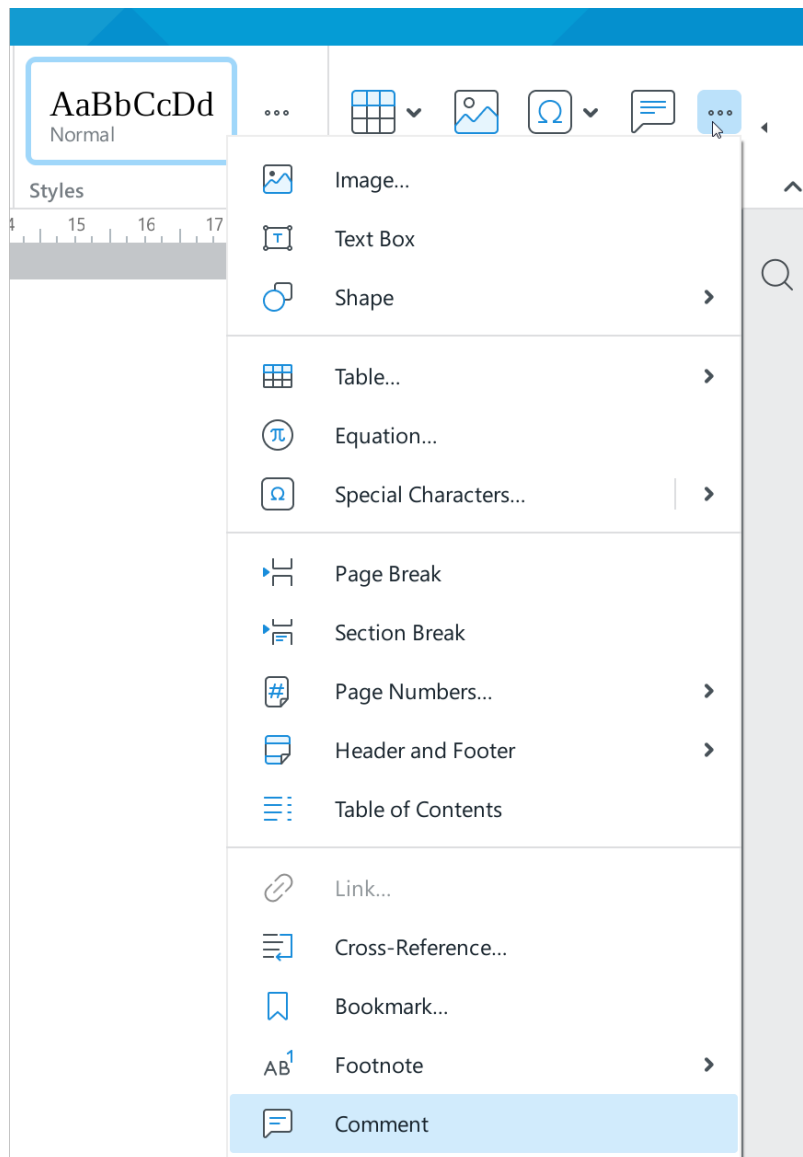 AaBbCcDd
Normal
Styles
4 15 16 17
Image...
Text Box
Shape
Table...
Equation...
Special Characters...
Page Break
Section Break
Page Numbers...
Header and Footer
Table of Contents
Link...
Cross-Reference...
Bookmark...
Footnote
Comment